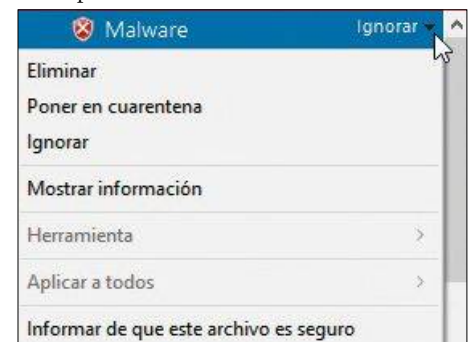 Malware Ignorar
Eliminar
Poner en cuarentena
Ignorar
Mostrar información
Herramienta
Aplicar a todos
Informar de que este archivo es seguro